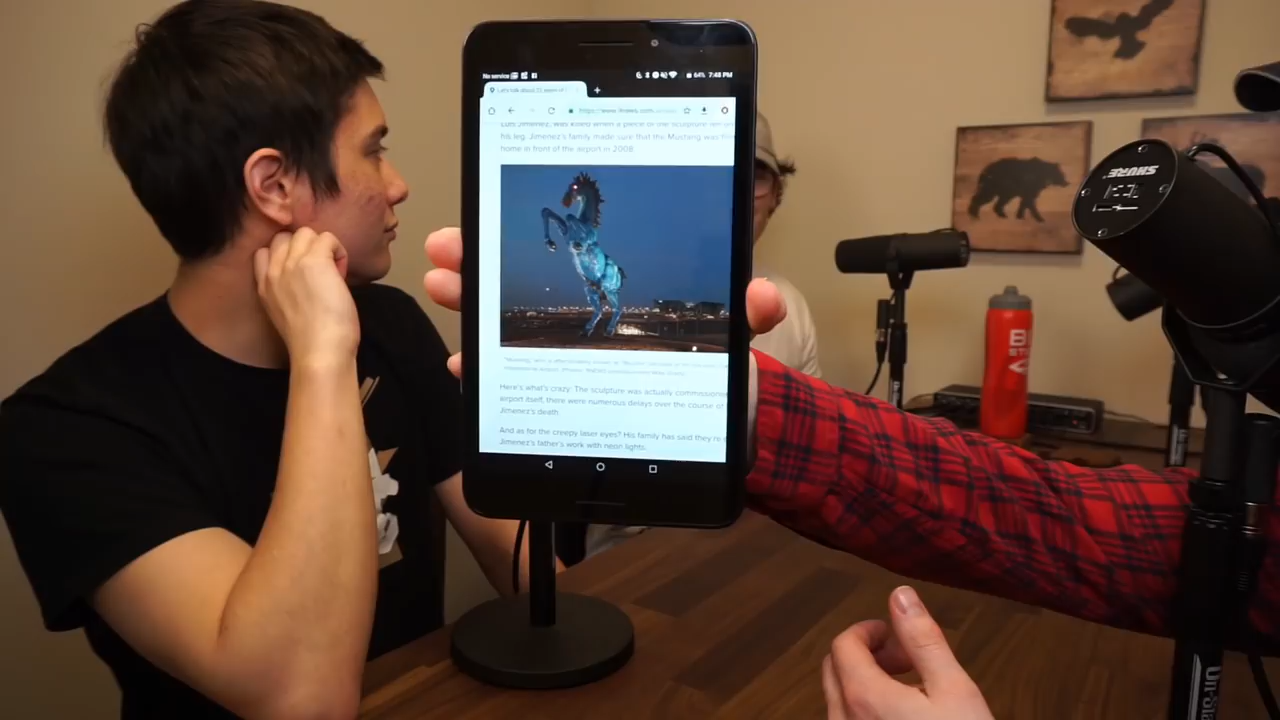 No service
64% 7:48 PM
Let's talk about 22 years of
https://www.9news.com
Luis Jimenez, was killed when a piece of the sculpture fell on
his leg. Jimenez's family made sure that the Mustang was
home in front of the airport in 2008.
Here's what's crazy: The sculpture was actually commissioned
airport itself, there were numerous delays over the course of
Jimenez's death.
And as for the creepy laser eyes? His family has said they're
Jimenez's father's work with neon lights.
SHURE